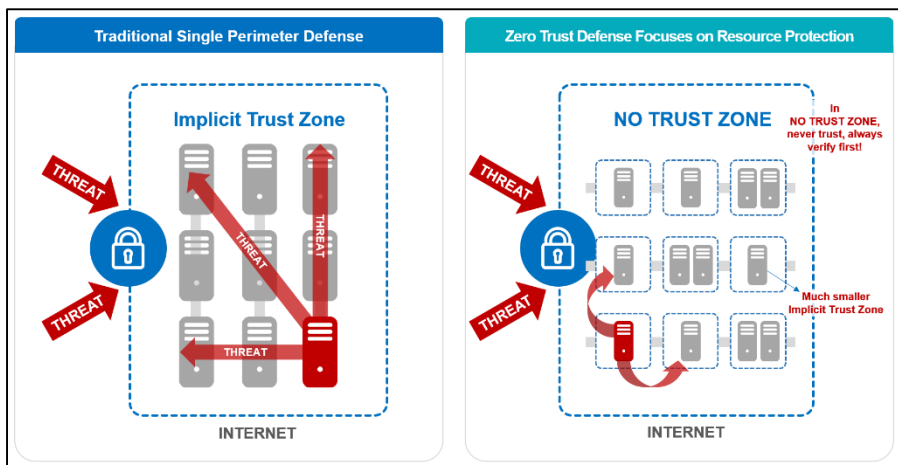 Traditional Single Perimeter Defense
Implicit Trust Zone
THREAT
THREAT
THREAT
THREAT
THREAT
INTERNET
Zero Trust Defense Focuses on Resource Protection
NO TRUST ZONE
In
NO TRUST ZONE,
never trust, always
verify first!
THREAT
THREAT
Much smaller
Implicit Trust Zone
INTERNET